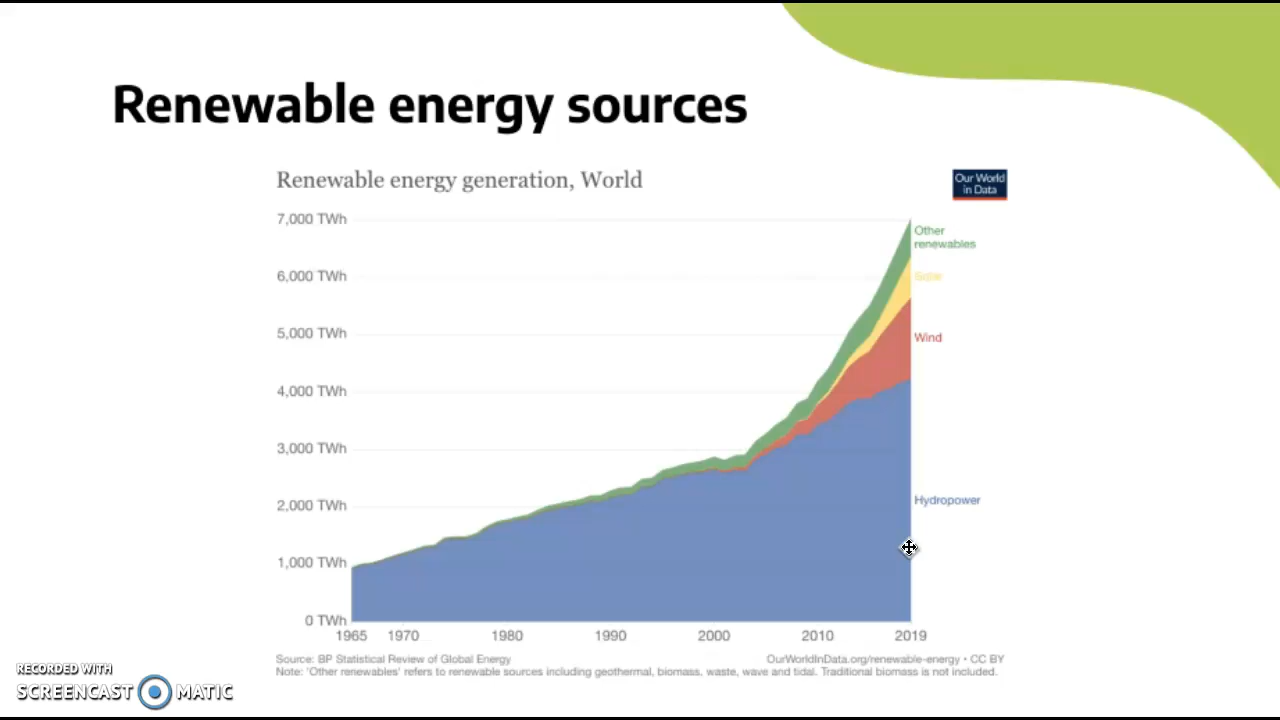 Renewable energy sources
Renewable energy generation, World
Our World
in Data
7,000 TWh
6,000 TWh
5,000 TWh
4,000 TWh
3,000 TWh
2,000 TWh
1,000 TWh
0 TWh
Other
renewables
Solar
Wind
Hydropower
1965 1970 1980 1990 2000 2010 2019
Source: BP Statistical Review of Global Energy
OurWorldInData.org/renewable-energy • CC BY
Note: 'Other renewables' refers to renewable sources including geothermal, biomass, waste, wave and tidal. Traditional biomass is not included.
RECORDED WITH
SCREENCAST MATIC